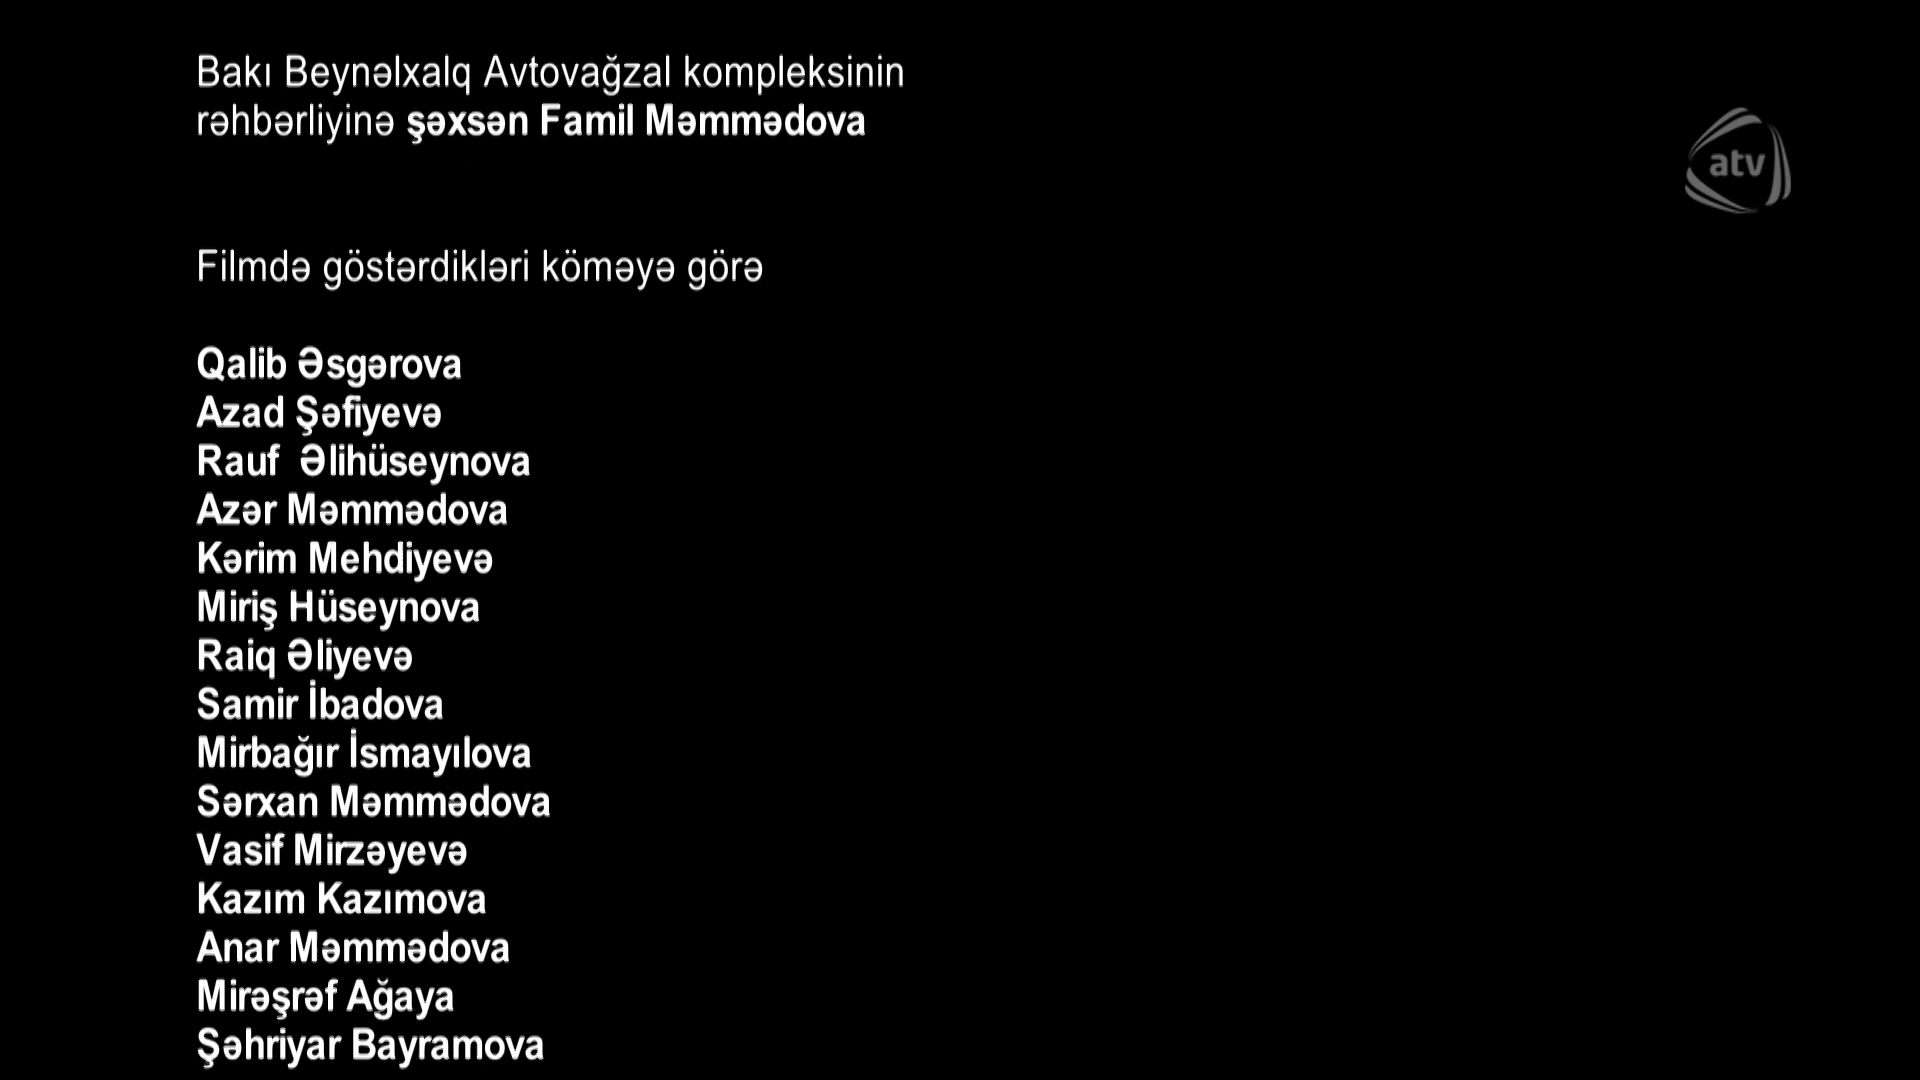 Bakı Beynəlxalq Avtovağzal kompleksinin
rəhbərliyinə şəxsən Famil Məmmədova
atv
Filmdə göstərdikləri köməyə görə
Qalib Əsgərova
Azad Şəfiyevə
Rauf  Əlihüseynova
Azər Məmmədova
Kərim Mehdiyevə
Miriş Hüseynova
Raiq Əliyevə
Samir İbadova
Mirbağır İsmayılova
Sərxan Məmmədova
Vasif Mirzəyevə
Kazım Kazımova
Anar Məmmədova
Mirəşrəf Ağaya
Şəhriyar Bayramova